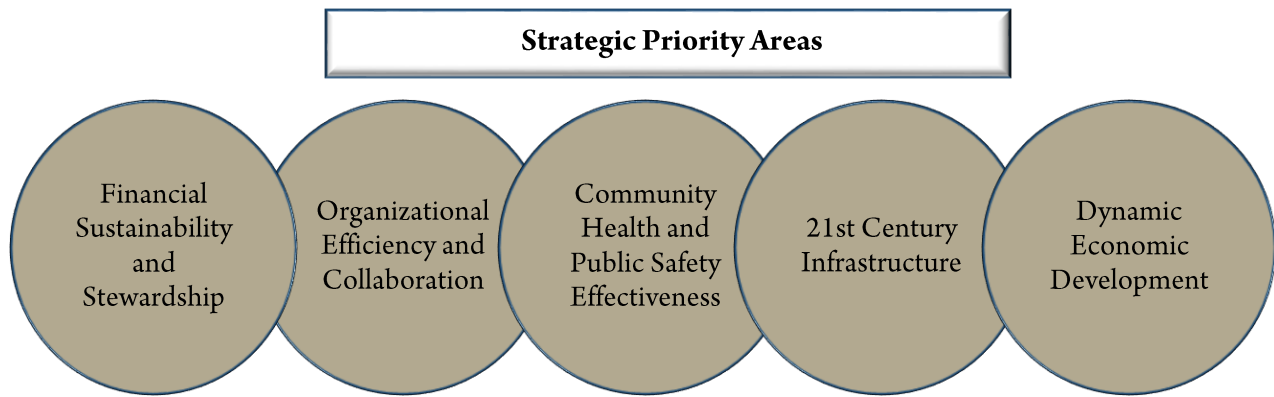 Strategic Priority Areas
Financial
Sustainability
and
Stewardship
Organizational
Efficiency and
Collaboration
Community
Health and
Public Safety
Effectiveness
21st Century
Infrastructure
Dynamic
Economic
Development